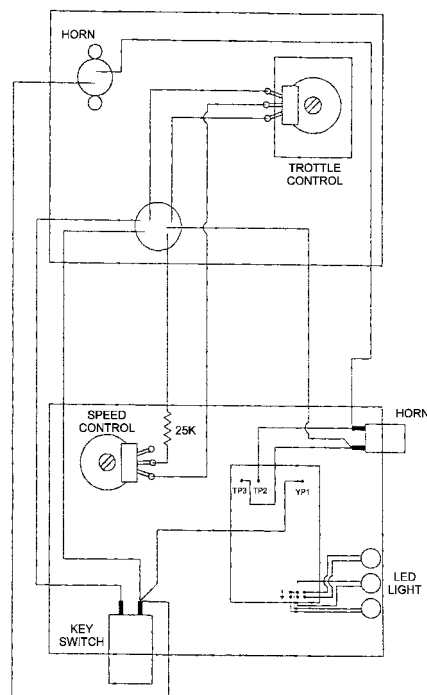 HORN
TROTTLE
CONTROL
SPEED
CONTROL
25K
HORN
TP3 TP2 YP1
LED
LIGHT
KEY
SWITCH